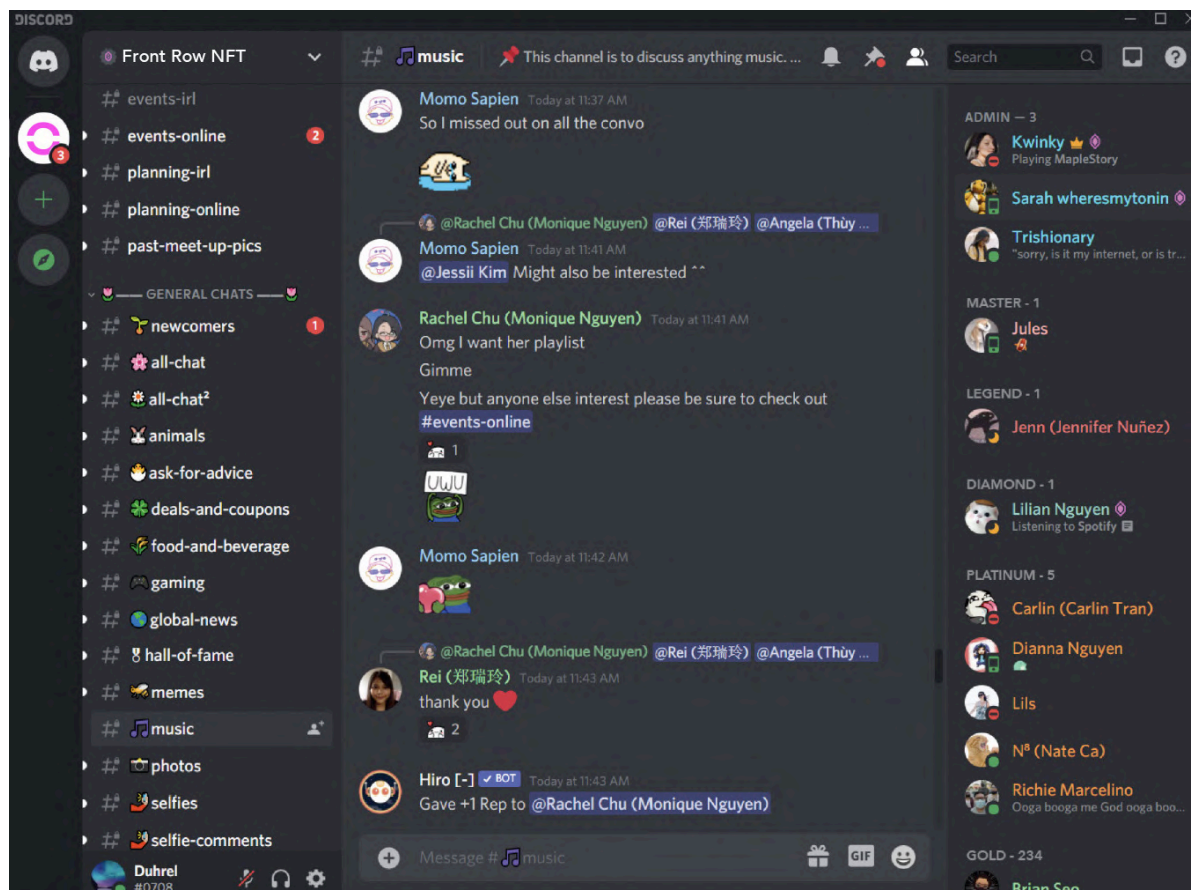 DISCORD
Front Row NFT
events-irl
events-online
2
planning-irl
3
planning-online
past-meet-up-pics
GENERAL CHATS
newcomers
1
all-chat
all-chat²
animals
ask-for-advice
deals-and-coupons
food-and-beverage
gaming
global-news
hall-of-fame
memes
music
photos
selfies
selfie-comments
Duhrel
#0708
music
This channel is to discuss anything music. ...
Search
Momo Sapien Today at 11:37 AM
So I missed out on all the convo
@Rachel Chu (Monique Nguyen) @Rei (郑瑞玲) @Angela (Thùy ...
Momo Sapien Today at 11:41 AM
@Jessii Kim Might also be interested ^^
Rachel Chu (Monique Nguyen) Today at 11:41 AM
Omg I want her playlist
Gimme
Yeye but anyone else interest please be sure to check out
#events-online
1
UWU
Momo Sapien Today at 11:42 AM
@Rachel Chu (Monique Nguyen) @Rei (郑瑞玲) @Angela (Thùy ...
Rei (郑瑞玲) Today at 11:43 AM
thank you
2
Hiro [-] ✓ BOT Today at 11:43 AM
Gave +1 Rep to @Rachel Chu (Monique Nguyen)
Message # music
GIF
ADMIN — 3
Kwinky
Playing MapleStory
Sarah wheresmytonin
Trishionary
"sorry, is it my internet, or is tr...
MASTER - 1
Jules
LEGEND - 1
Jenn (Jennifer Nuñez)
DIAMOND - 1
Lilian Nguyen
Listening to Spotify
PLATINUM - 5
Carlin (Carlin Tran)
Dianna Nguyen
Lils
N⁸ (Nate Ca)
Richie Marcelino
Ooga booga me God ooga boo...
GOLD - 234
Brian Seo